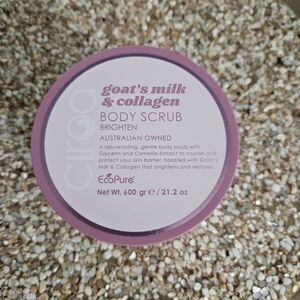 goat's milk
& collagen
BODY SCRUB
BRIGHTEN
AUSTRALIAN OWNED
A rejuvenating, gentle body scrub with
Glycerin and Camellia Extract to nourish and
protect your skin barrier, boosted with Goat's
Milk & Collagen that brightens and restores.
EcoPure
Net Wt. 600 gr ℮ / 21.2 oz